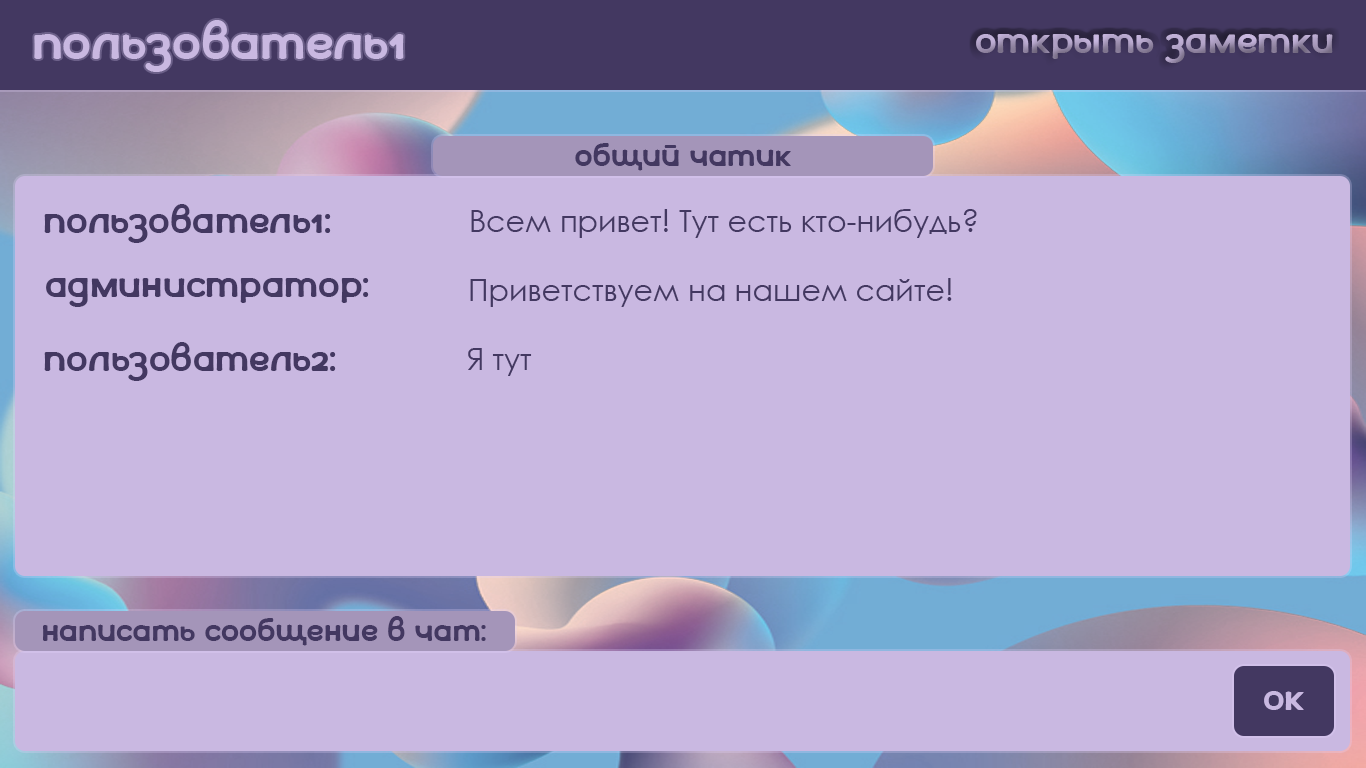 пользователь1
открыть заметки
общий чатик
пользователь1: Всем привет! Тут есть кто-нибудь?
администратор: Приветствуем на нашем сайте!
пользователь2: Я тут
написать сообщение в чат:
ок